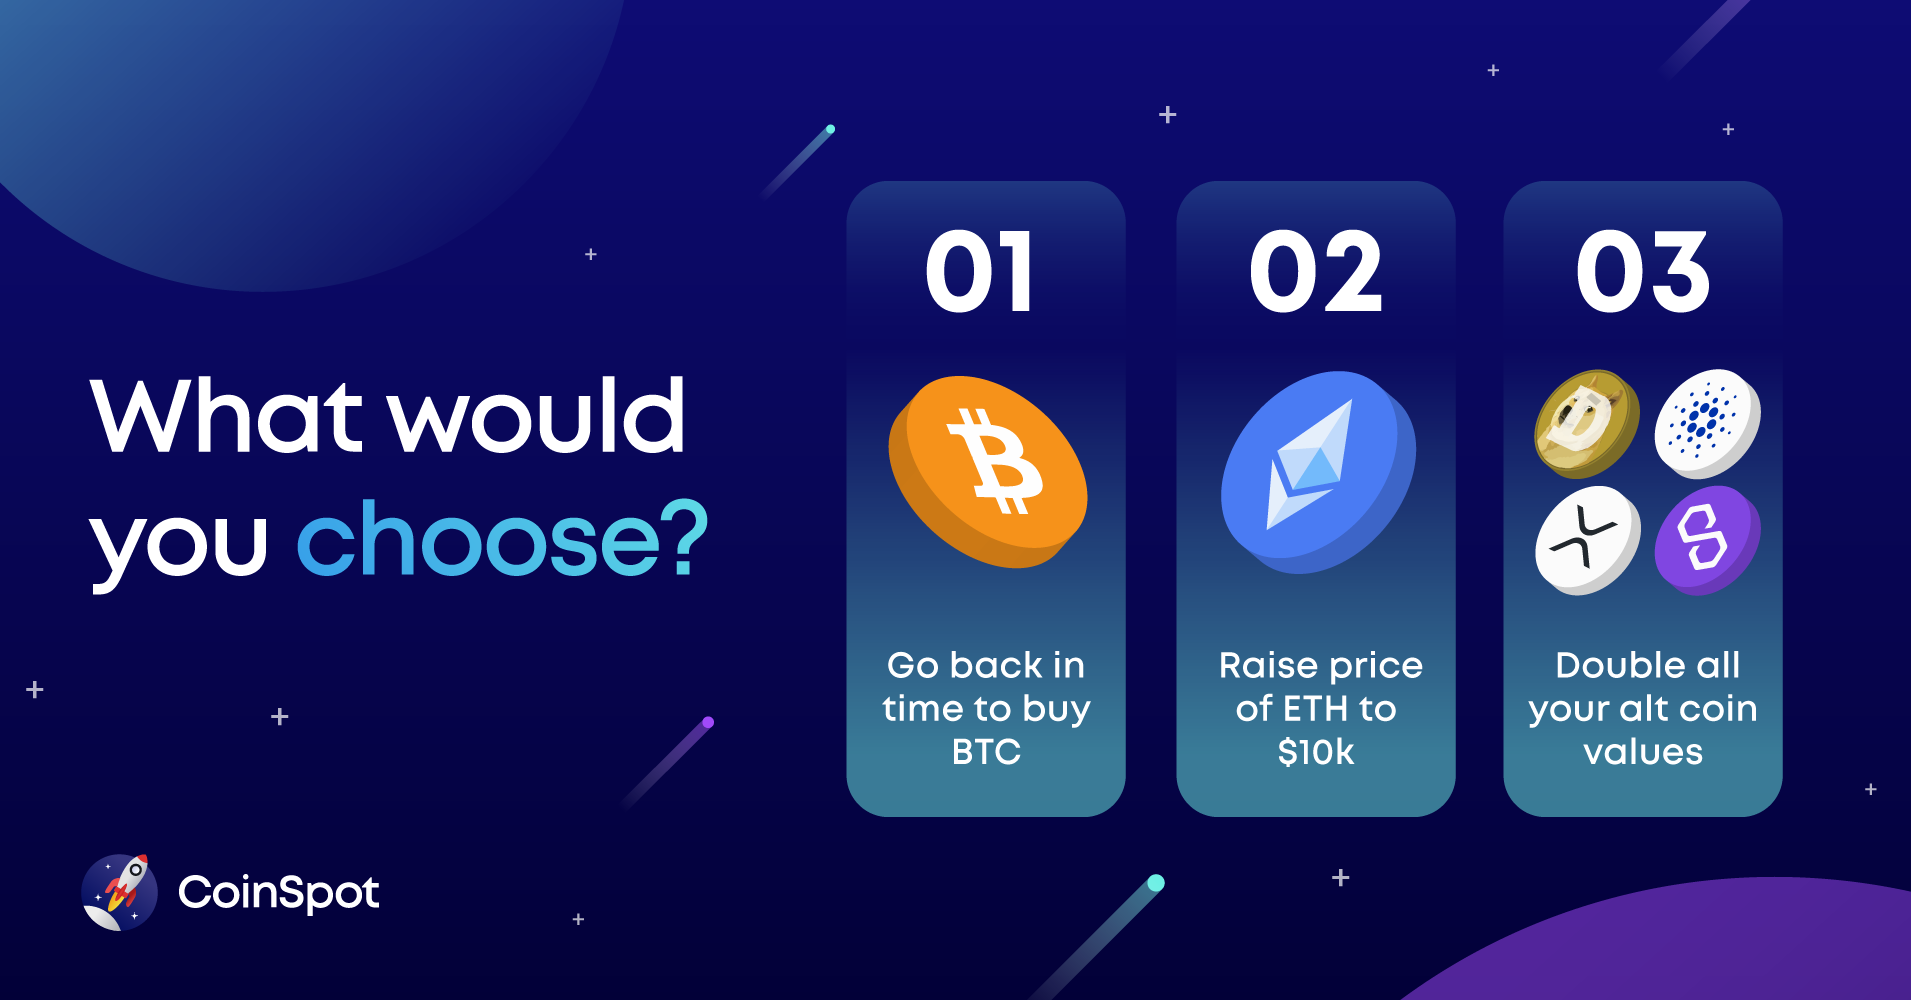 What would
you choose?
01
Go back in
time to buy
BTC
02
Raise price
of ETH to
$10k
03
Double all
your alt coin
values
CoinSpot